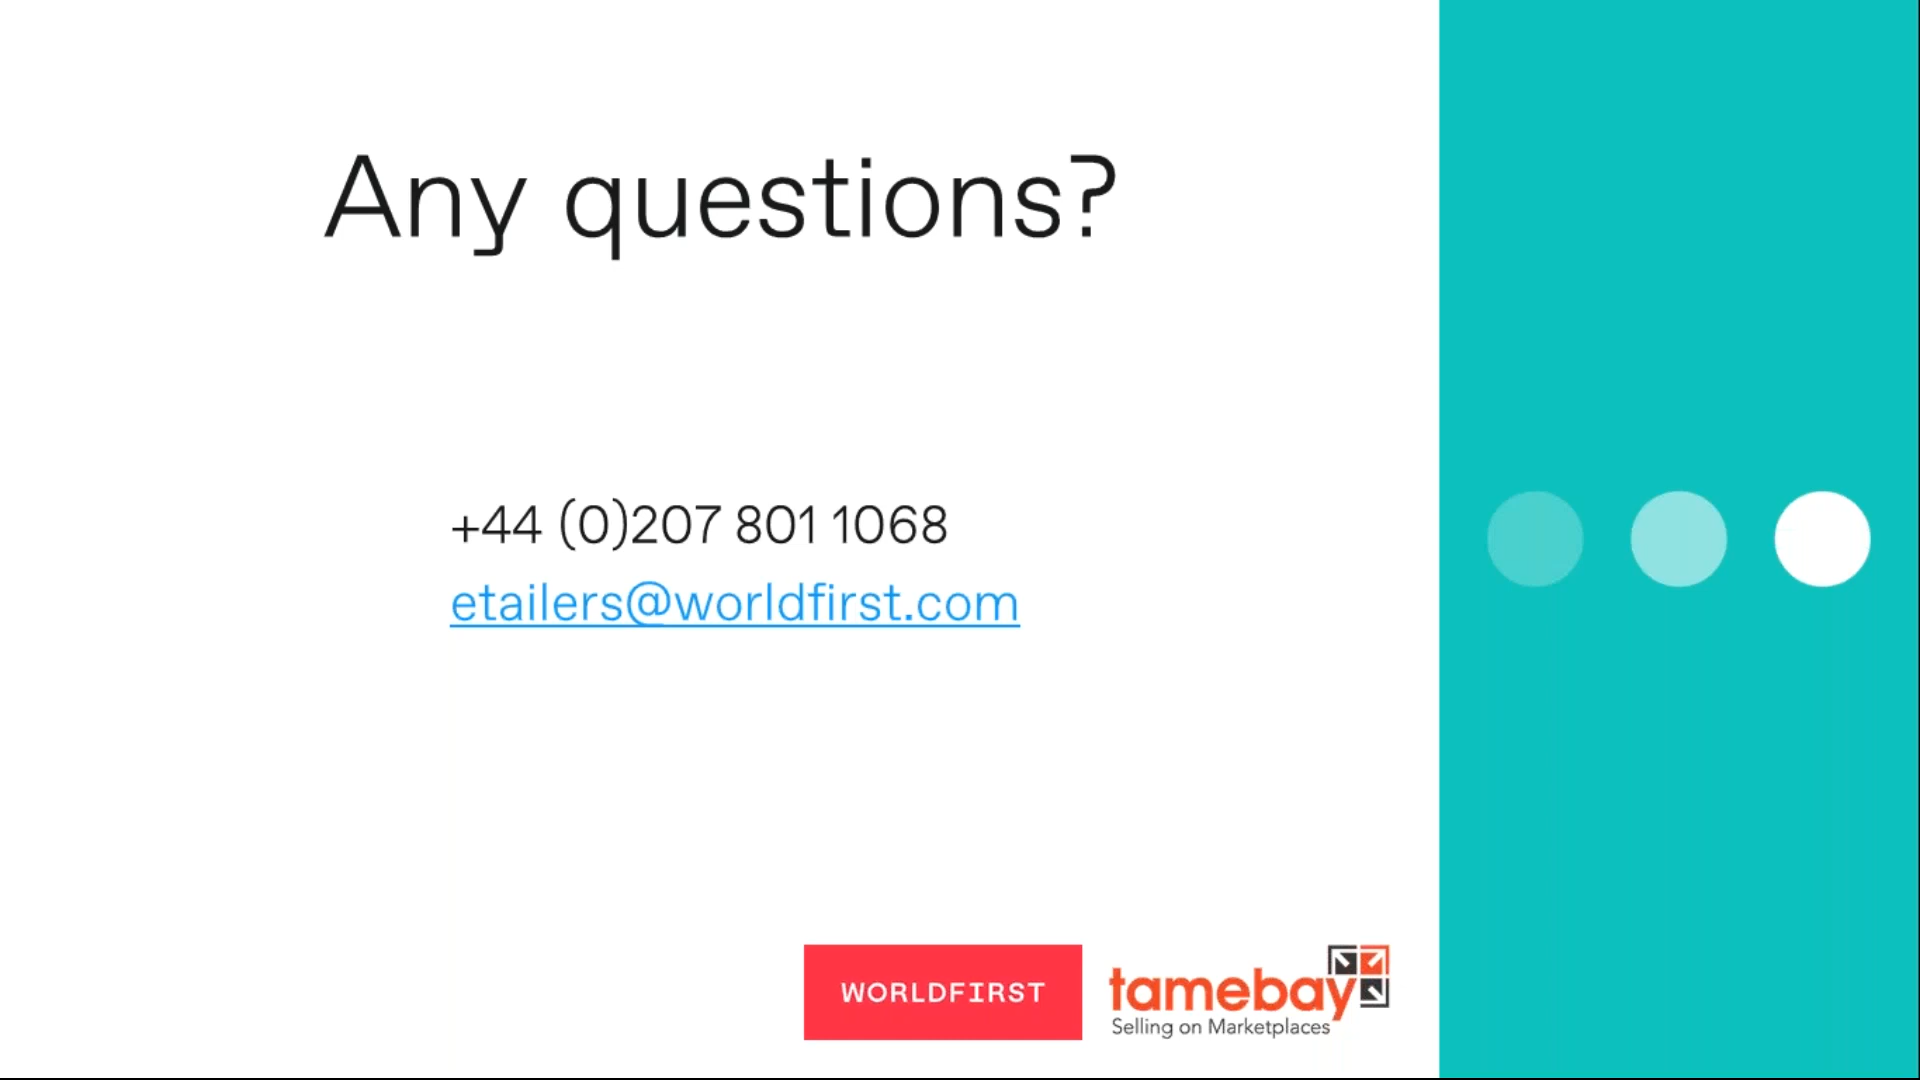 Any questions?
+44 (0)207 801 1068
etailers@worldfirst.com
WORLDFIRST
tamebay
Selling on Marketplaces